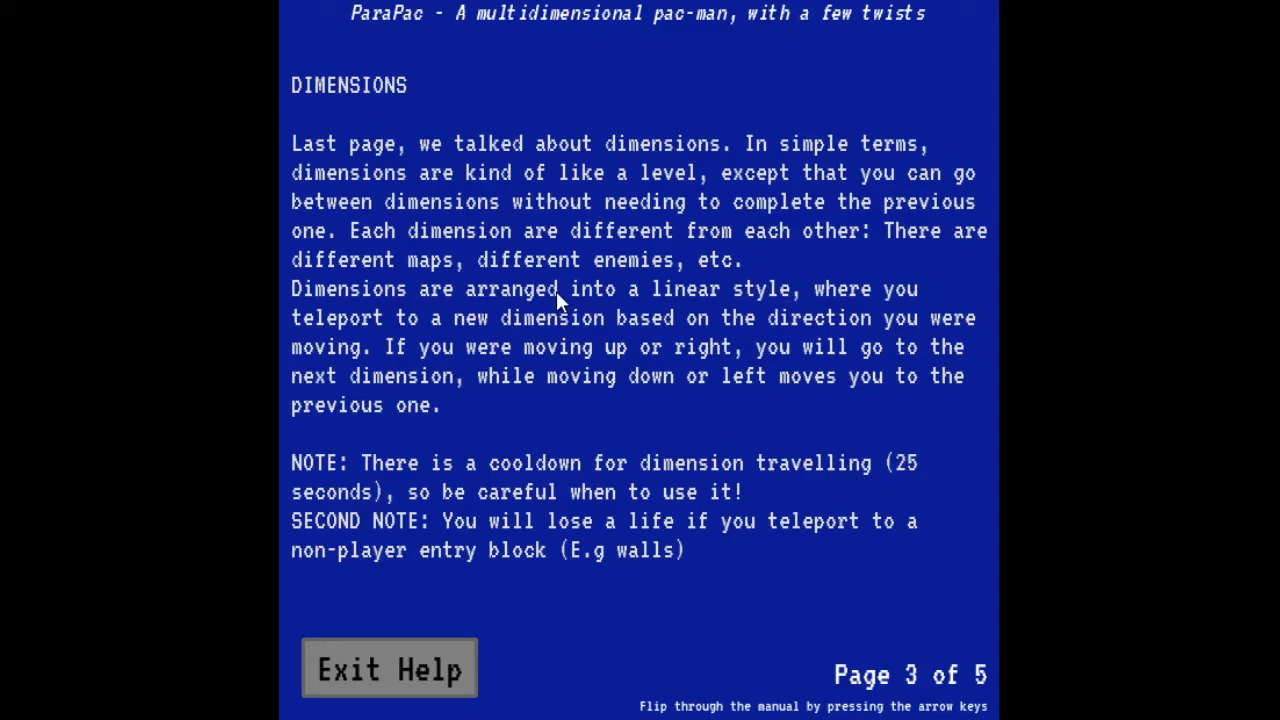 ParaPac - A multidimensional pac-man, with a few twists
DIMENSIONS
Last page, we talked about dimensions. In simple terms,
dimensions are kind of like a level, except that you can go
between dimensions without needing to complete the previous
one. Each dimension are different from each other: There are
different maps, different enemies, etc.
Dimensions are arranged into a linear style, where you
teleport to a new dimension based on the direction you were
moving. If you were moving up or right, you will go to the
next dimension, while moving down or left moves you to the
previous one.
NOTE: There is a cooldown for dimension travelling (25
seconds), so be careful when to use it!
SECOND NOTE: You will lose a life if you teleport to a
non-player entry block (E.g walls)
Exit Help
Page 3 of 5
Flip through the manual by pressing the arrow keys